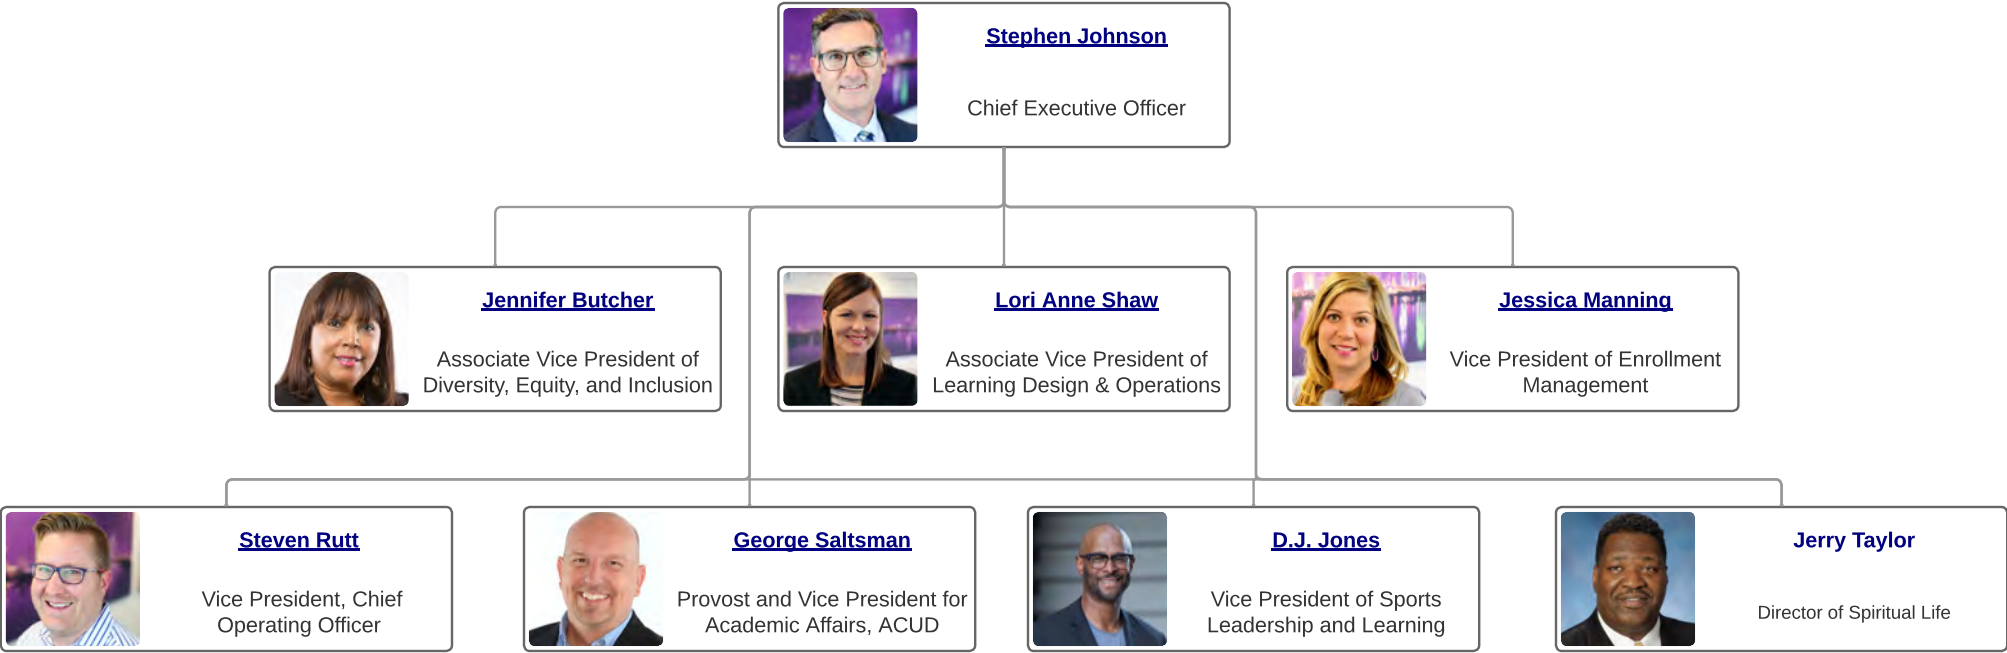 Stephen Johnson
Chief Executive Officer
Jennifer Butcher
Associate Vice President of
Diversity, Equity, and Inclusion
Lori Anne Shaw
Associate Vice President of
Learning Design & Operations
Jessica Manning
Vice President of Enrollment
Management
Steven Rutt
Vice President, Chief
Operating Officer
George Saltsman
Provost and Vice President for
Academic Affairs, ACUD
D.J. Jones
Vice President of Sports
Leadership and Learning
Jerry Taylor
Director of Spiritual Life